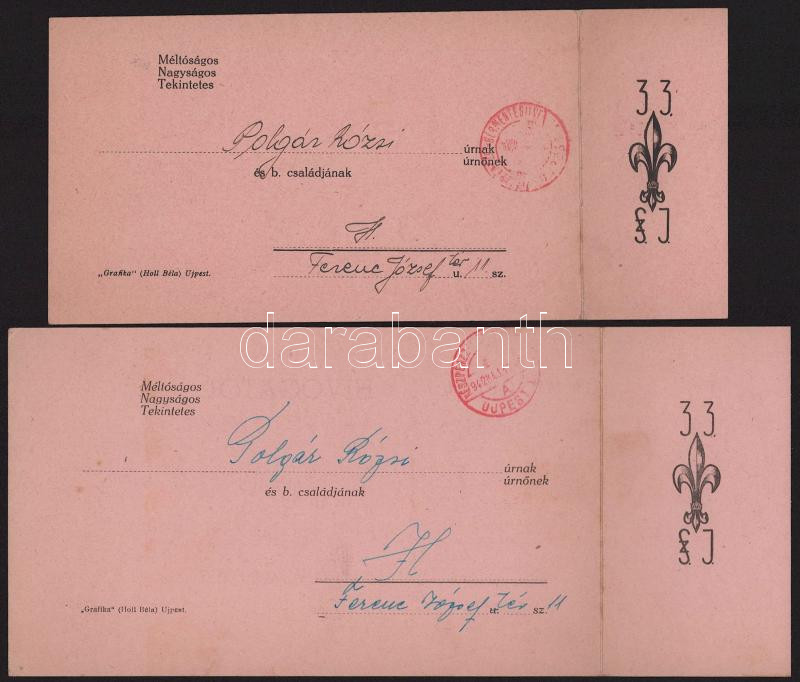 Méltóságos
Nagyságos
Tekintetes
33.
Polgár Rózsi
úrnak
úrnőnek
és b. családjának
H.
Ferenc József tér u. 11 sz.
„Grafika" (Holl Béla) Ujpest.
darabanth
Méltóságos
Nagyságos
Tekintetes
UJPEST
A
33.
Polgár Rózsi
úrnak
úrnőnek
és b. családjának
H
Ferenc József tér u. sz. 11
„Grafika" (Holl Béla) Ujpest.